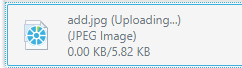 add.jpg (Uploading...)
(JPEG Image)
0.00 KB/5.82 KB